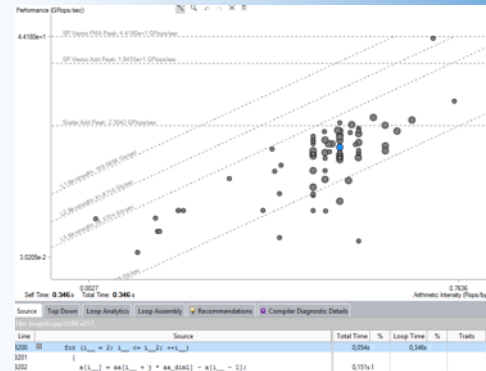 Performance (GFlops/sec)
4.4180e+1
SP Vector FMA Peak: 4.4180e+1 GFlops/sec
SP Vector Add Peak:
GFlops/sec
Scalar Add Peak:
GFlops/sec
3.0205e-2
0.0027
0.7636
Self Time: 0.346 s Total Time: 0.346 s
Arithmetic Intensity (Flops/by
Source Top Down Loop Analytics Loop Assembly Recommendations Compiler Diagnostic Details
Line Source Total Time % Loop Time % Traits
3200 for (i__ = 2; i__ <= i__2; ++i__) 0,054s 0,346s
3201 {
3202 a[i__] = aa[i__ + j * aa_dim1] - a[i__ - 1]; 0,151s